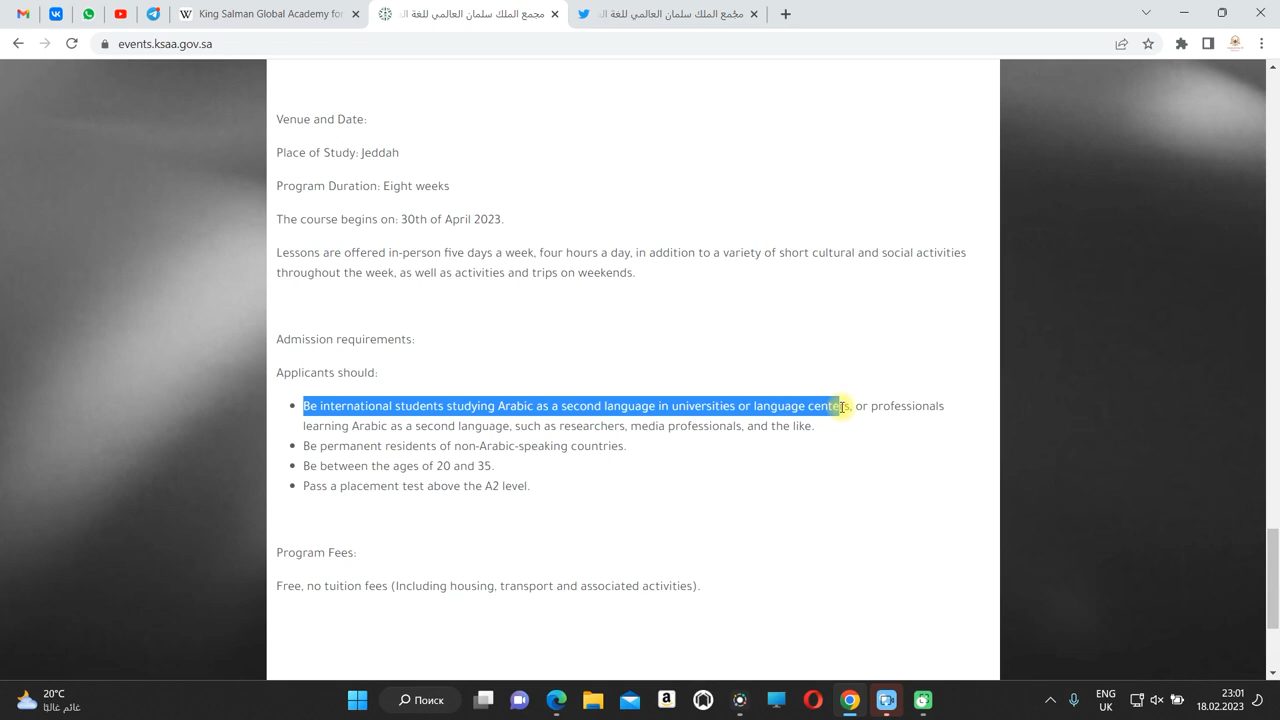 King Salman Global Academy for
مجمع الملك سلمان العالمي للغة ال
مجمع الملك سلمان العالمي للغة ال
events.ksaa.gov.sa
Venue and Date:
Place of Study: Jeddah
Program Duration: Eight weeks
The course begins on: 30th of April 2023.
Lessons are offered in-person five days a week, four hours a day, in addition to a variety of short cultural and social activities
throughout the week, as well as activities and trips on weekends.
Admission requirements:
Applicants should:
Be international students studying Arabic as a second language in universities or language centers, or professionals
learning Arabic as a second language, such as researchers, media professionals, and the like.
Be permanent residents of non-Arabic-speaking countries.
Be between the ages of 20 and 35.
Pass a placement test above the A2 level.
Program Fees:
Free, no tuition fees (Including housing, transport and associated activities).
20°C
غائم غالبًا
Поиск
ENG
UK
23:01
18.02.2023